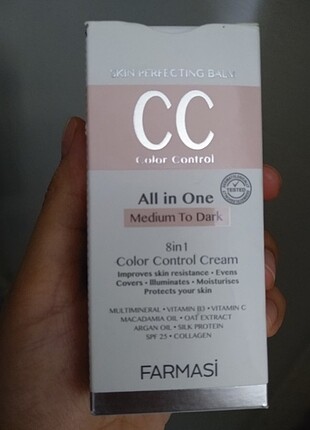 SKIN PERFECTING BALM
CC
Color Control
All in One
Medium To Dark
TESTED
8in1
Color Control Cream
Improves skin resistance • Evens
Covers • Illuminates • Moisturises
Protects your skin
MULTIMINERAL • VITAMIN B3 • VITAMIN C
MACADAMIA OIL • OAT EXTRACT
ARGAN OIL • SILK PROTEIN
SPF 25 • COLLAGEN
FARMASİ